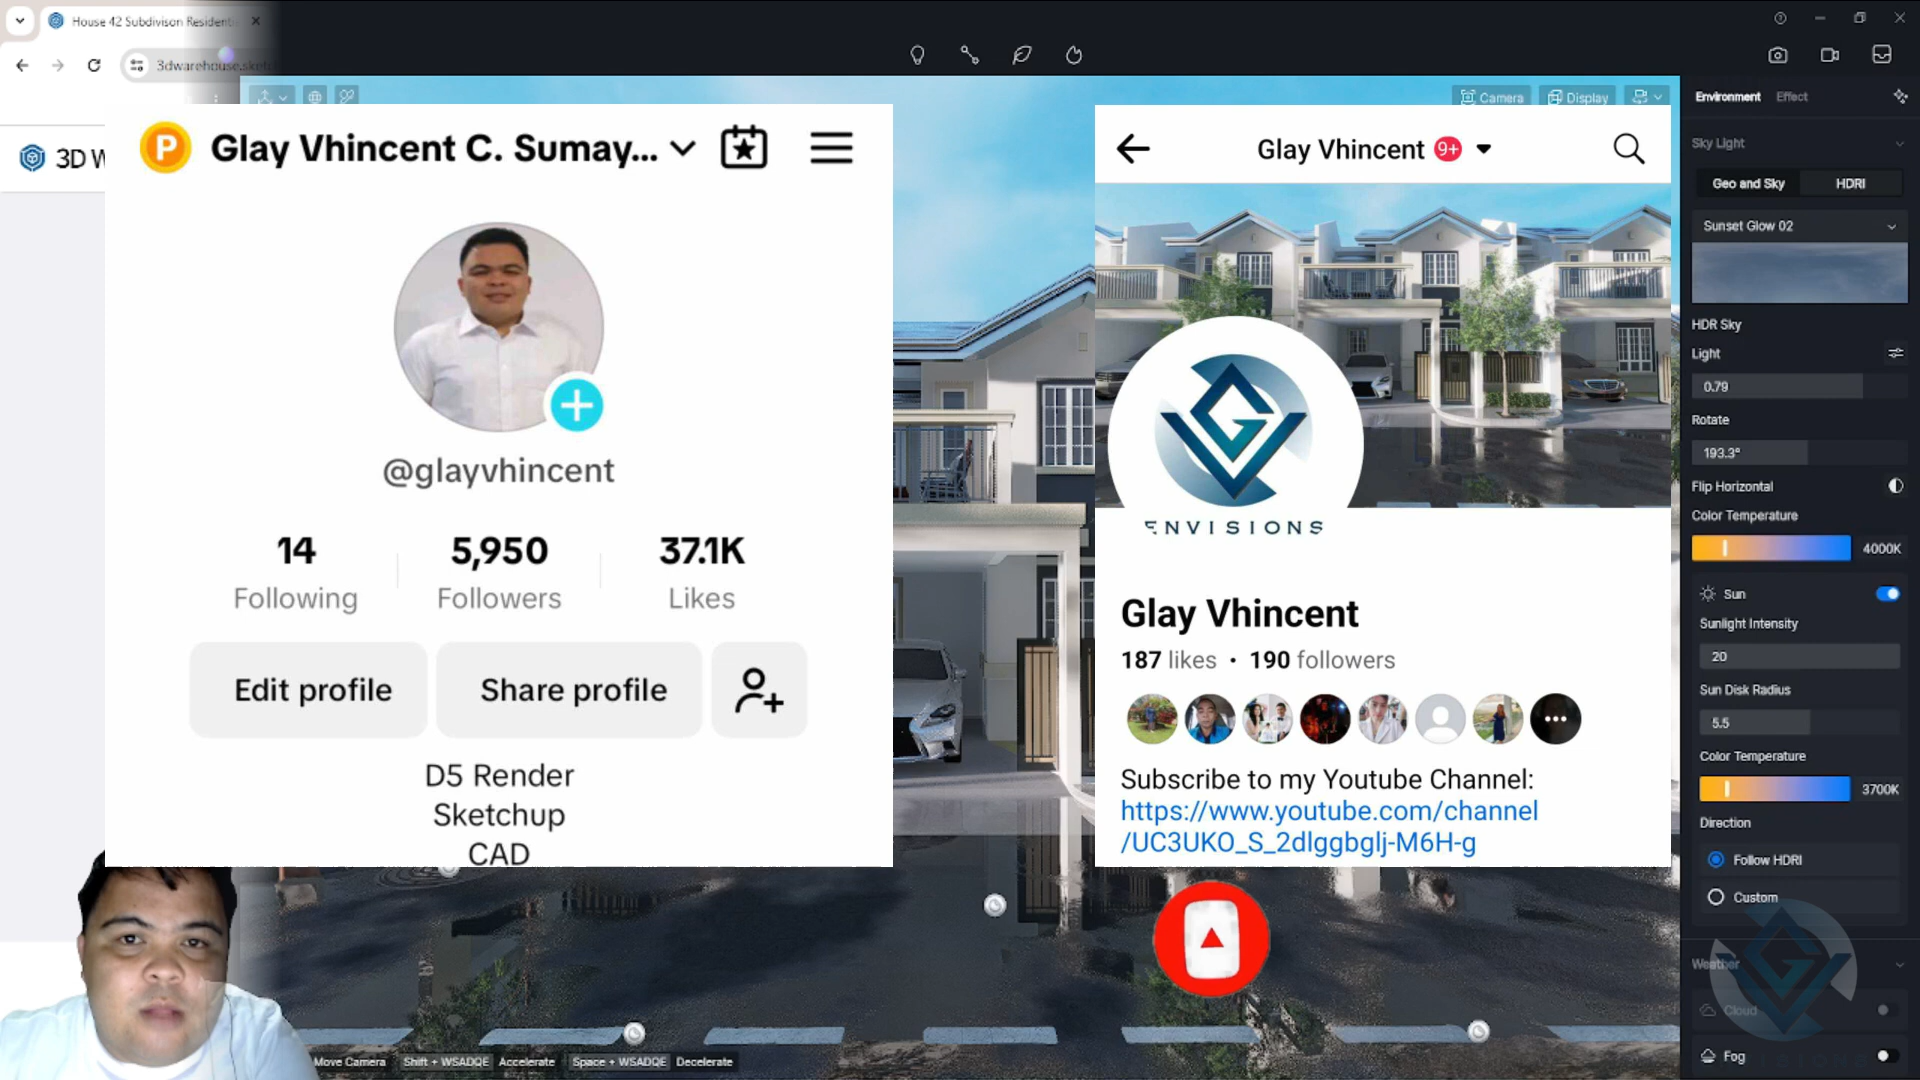 House 42 Subdivison Residenti
3dwarehouse.sket
3D W
Glay Vhincent C. Sumay...
@glayvhincent
14
Following
5,950
Followers
37.1K
Likes
Edit profile
Share profile
D5 Render
Sketchup
CAD
Camera
Display
Glay Vhincent 9+
ENVISIONS
Glay Vhincent
187 likes • 190 followers
Subscribe to my Youtube Channel:
https://www.youtube.com/channel
/UC3UKO_S_2dlggbglj-M6H-g
Move Camera Shift + WSADQE Accelerate Space + WSADQE Decelerate
Environment Effect
Sky Light
Geo and Sky HDRI
Sunset Glow 02
HDR Sky
Light
0.79
Rotate
193.3°
Flip Horizontal
Color Temperature
4000K
Sun
Sunlight Intensity
20
Sun Disk Radius
5.5
Color Temperature
3700K
Direction
Follow HDRI
Custom
Weather
Cloud
Fog